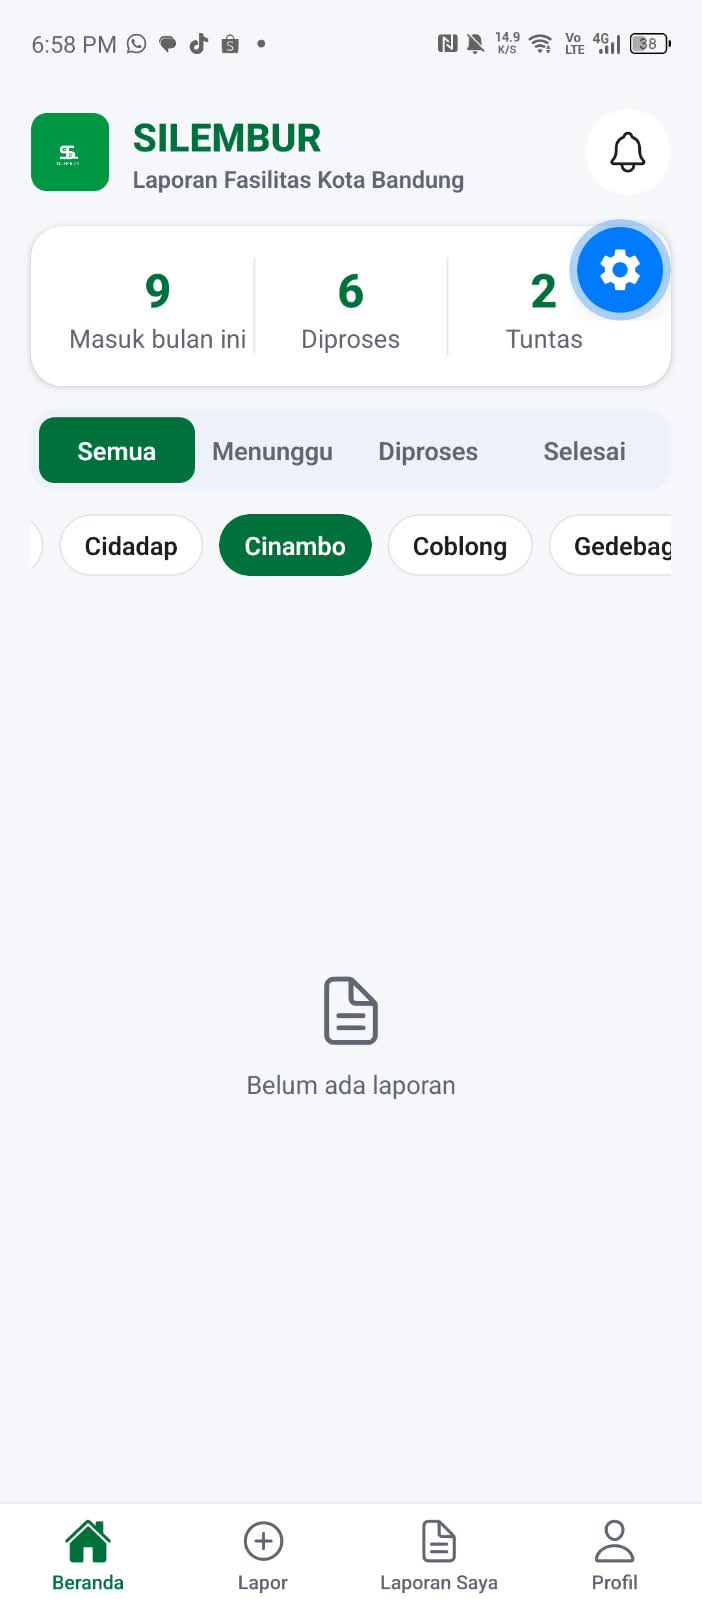 6:58 PM
14.9 K/S
Vo LTE
4G
38
SILEMBUR
Laporan Fasilitas Kota Bandung
9 6 2
Masuk bulan ini Diproses Tuntas
Semua Menunggu Diproses Selesai
Cidadap Cinambo Coblong Gedebag
Belum ada laporan
Beranda Lapor Laporan Saya Profil